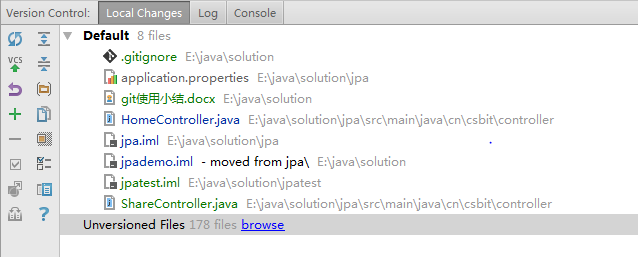 Version Control: Local Changes Log Console
Default 8 files
.gitignore E:\java\solution
application.properties E:\java\solution\jpa
git使用小结.docx E:\java\solution
HomeController.java E:\java\solution\jpa\src\main\java\cn\csbit\controller
jpa.iml E:\java\solution\jpa
jpademo.iml - moved from jpa\ E:\java\solution
jpatest.iml E:\java\solution\jpatest
ShareController.java E:\java\solution\jpa\src\main\java\cn\csbit\controller
Unversioned Files 178 files browse
VCS